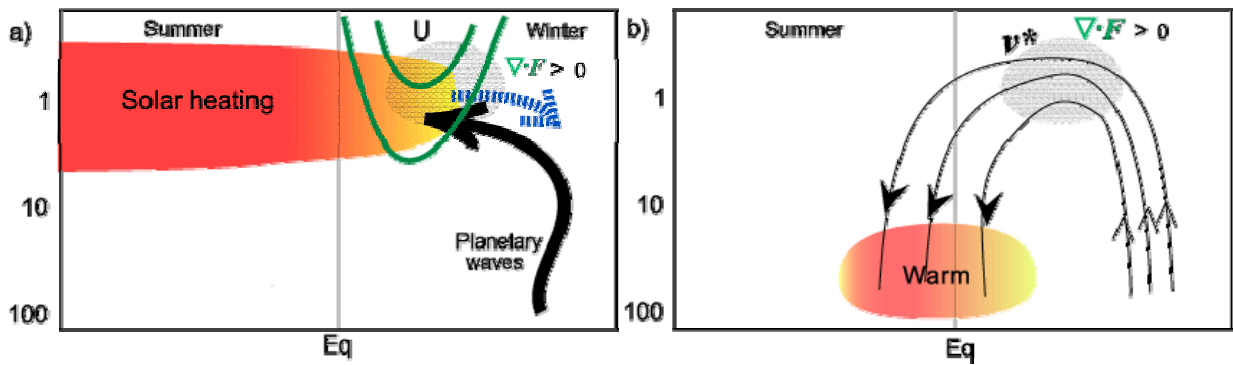 a)
Summer
U
Winter
∇·F > 0
1
Solar heating
10
Planetary
waves
100
Eq
b)
Summer
v*
∇·F > 0
1
10
Warm
100
Eq